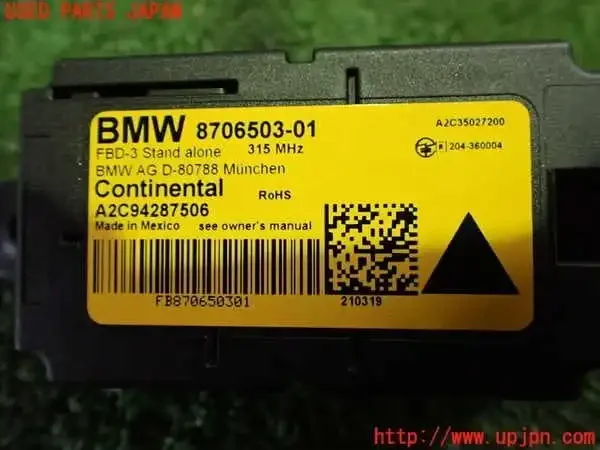 USED PARTS JAPAN
BMW 8706503-01
FBD-3 Stand alone 315 MHz
BMW AG D-80788 München
Continental RoHS
A2C94287506
Made in Mexico see owner's manual
FB870650301
210319
A2C35027200
R 204-360004
http://www.upjpn.com